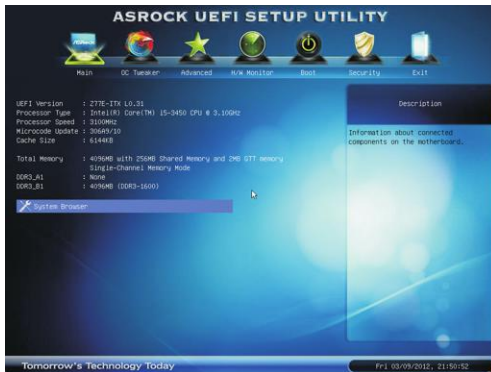 ASROCK UEFI SETUP UTILITY
Main OC Tweaker Advanced H/W Monitor Boot Security Exit
UEFI Version : Z77E-ITX L0.31
Processor Type : Intel(R) Core(TM) i5-3450 CPU @ 3.10GHz
Processor Speed : 3100MHz
Microcode Update : 306A9/10
Cache Size : 6144KB
Total Memory : 4096MB with 256MB Shared Memory and 2MB GTT memory
Single-Channel Memory Mode
DDR3_A1 : None
DDR3_B1 : 4096MB (DDR3-1600)
System Browser
Description
Information about connected
components on the motherboard.
Tomorrow's Technology Today
Fri 03/09/2012, 21:50:52